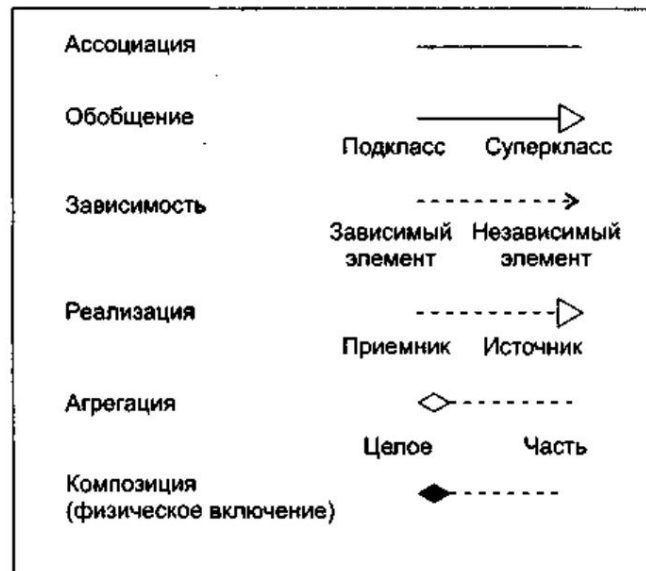 Ассоциация
Обобщение
Подкласс Суперкласс
Зависимость
Зависимый Независимый
элемент элемент
Реализация
Приемник Источник
Агрегация
Целое Часть
Композиция
(физическое включение)